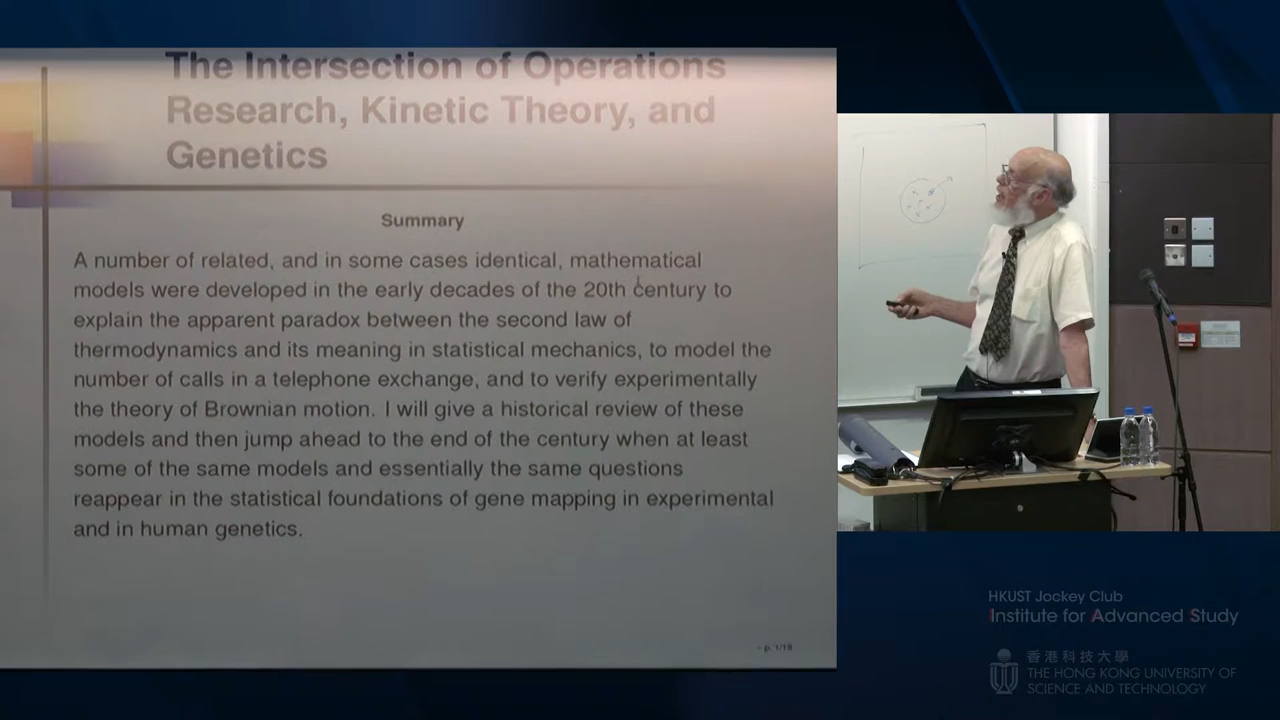 The Intersection of Operations
Research, Kinetic Theory, and
Genetics
Summary
A number of related, and in some cases identical, mathematical
models were developed in the early decades of the 20th century to
explain the apparent paradox between the second law of
thermodynamics and its meaning in statistical mechanics, to model the
number of calls in a telephone exchange, and to verify experimentally
the theory of Brownian motion. I will give a historical review of these
models and then jump ahead to the end of the century when at least
some of the same models and essentially the same questions
reappear in the statistical foundations of gene mapping in experimental
and in human genetics.
– p. 1/18
HKUST Jockey Club
Institute for Advanced Study
香港科技大學
THE HONG KONG UNIVERSITY OF
SCIENCE AND TECHNOLOGY